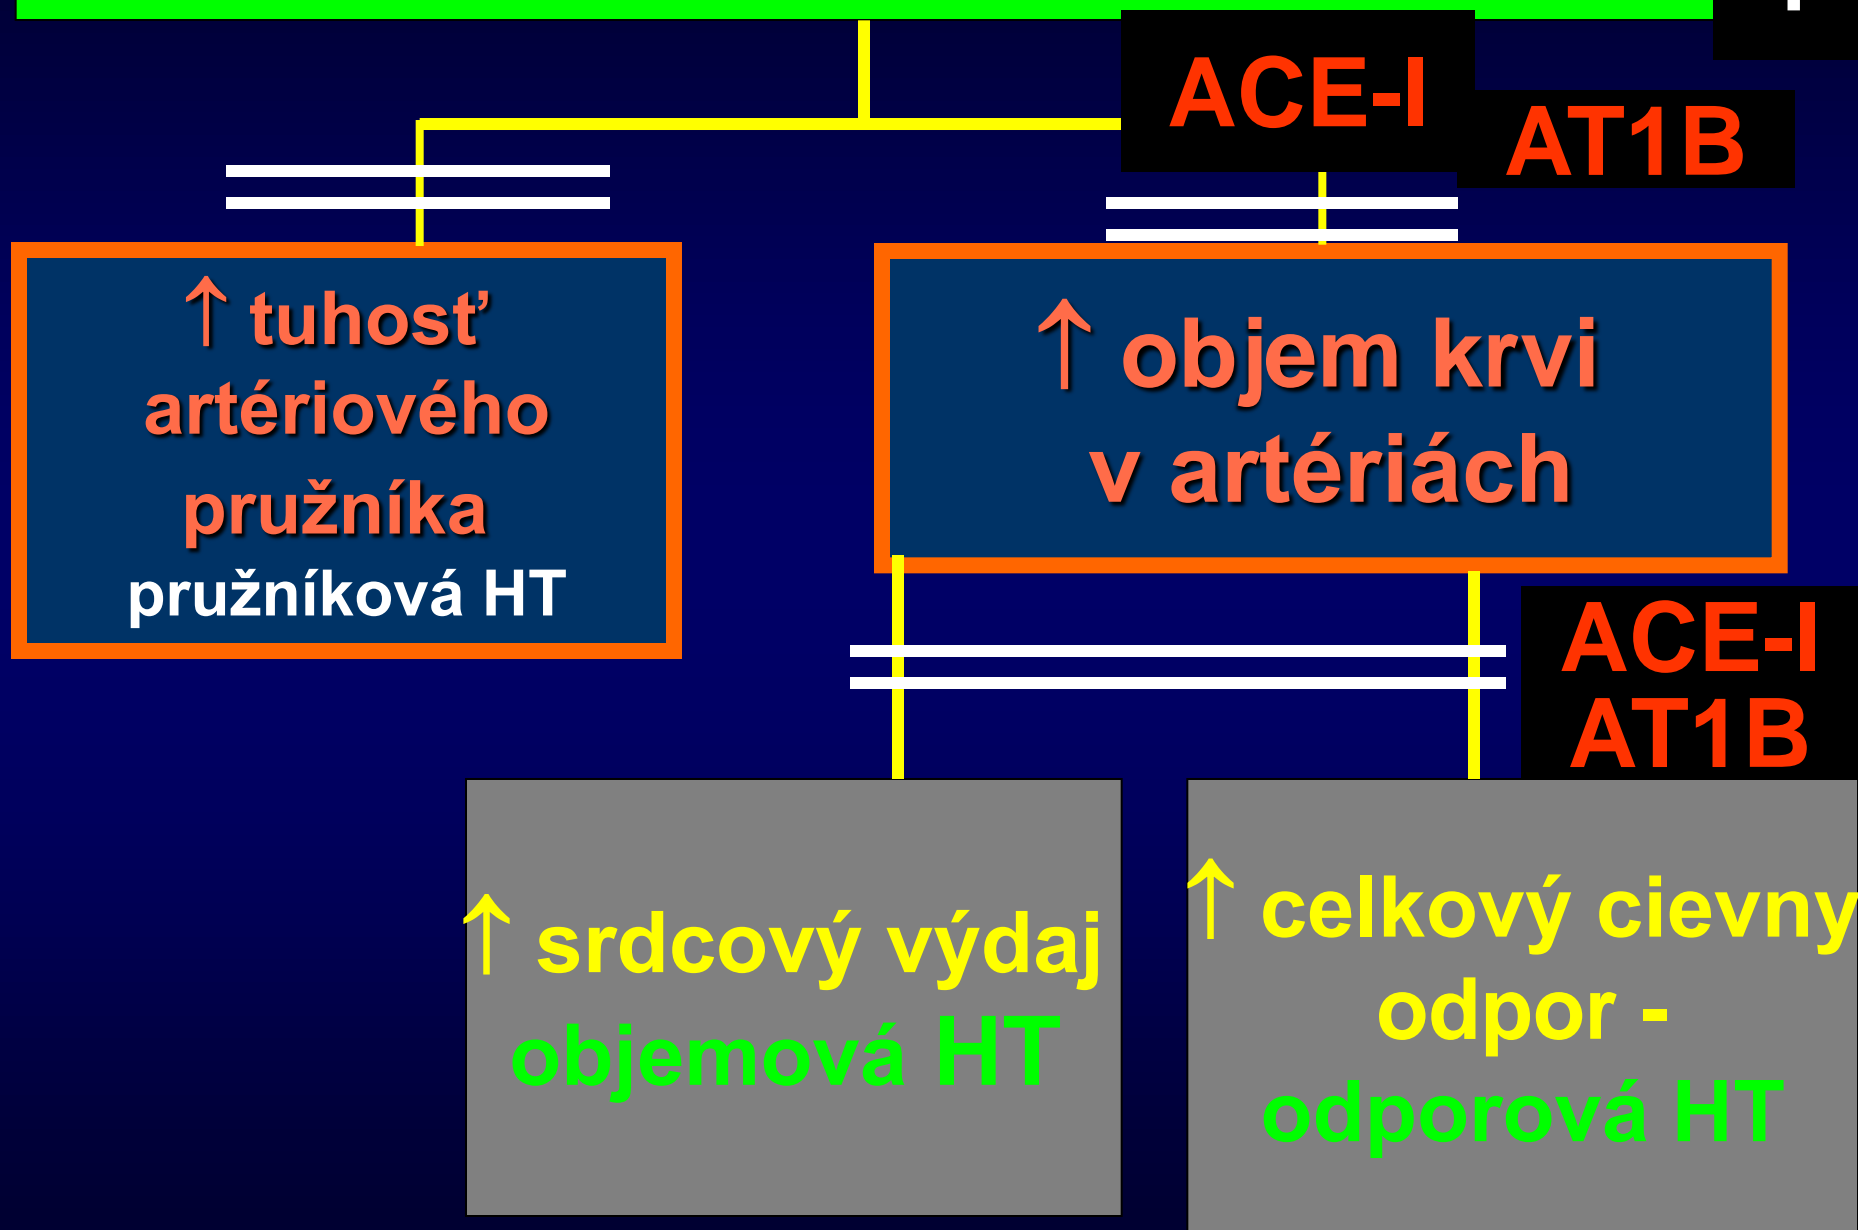 ACE-I
AT1B
↑ tuhosť
artériového
pružníka
pružníková HT
↑ objem krvi
v artériách
ACE-I
AT1B
↑ srdcový výdaj
objemová HT
↑ celkový cievny
odpor -
odporová HT